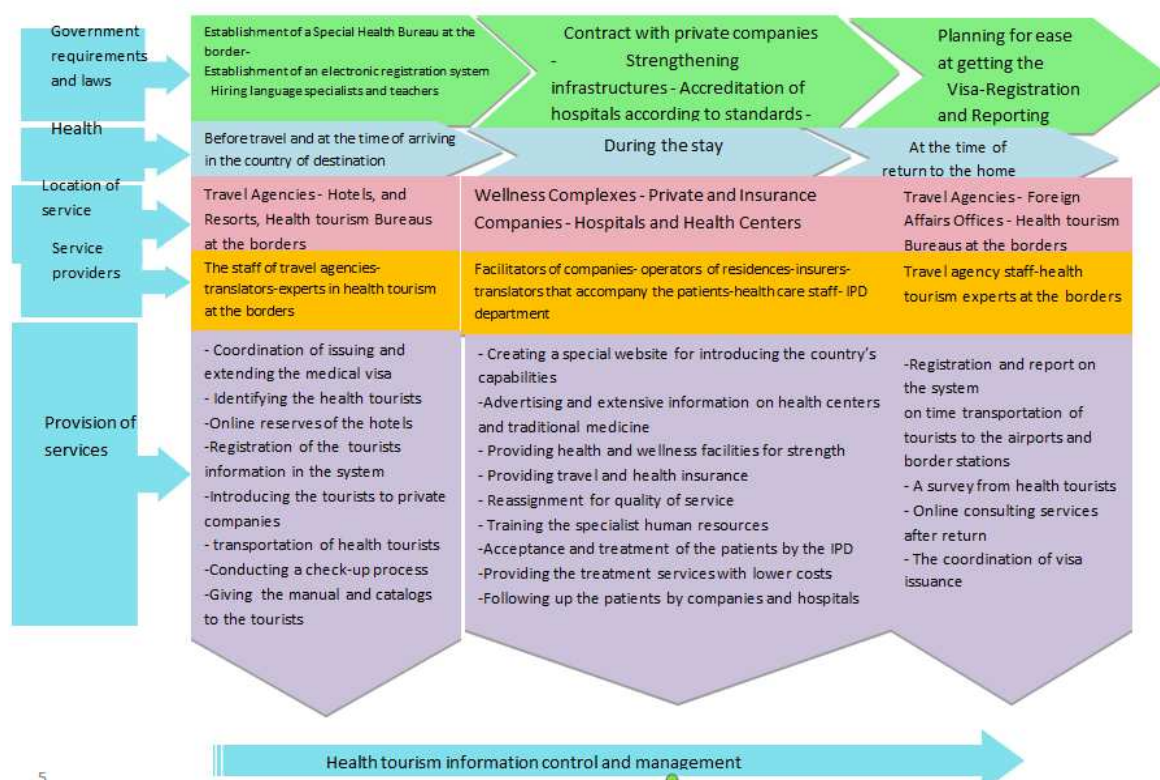 Government
requirements
and laws
Establishment of a Special Health Bureau at the
border-
Establishment of an electronic registration system
Hiring language specialists and teachers
Contract with private companies
- Strengthening
infrastructures - Accreditation of
hospitals according to standards -
Planning for ease
at getting the
Visa-Registration
and Reporting
Health
Before travel and at the time of arriving
in the country of destination
During the stay
At the time of
return to the home
Location of
service
Travel Agencies - Hotels, and
Resorts, Health tourism Bureaus
at the borders
Wellness Complexes - Private and Insurance
Companies - Hospitals and Health Centers
Travel Agencies - Foreign
Affairs Offices - Health tourism
Bureaus at the borders
Service
providers
The staff of travel agencies-
translators-experts in health tourism
at the borders
Facilitators of companies- operators of residences-insurers-
translators that accompany the patients-health care staff- IPD
department
Travel agency staff-health
tourism experts at the borders
Provision of
services
- Coordination of issuing and
extending the medical visa
- Identifying the health tourists
-Online reserves of the hotels
-Registration of the tourists
information in the system
-Introducing the tourists to private
companies
- transportation of health tourists
-Conducting a check-up process
-Giving the manual and catalogs
to the tourists
- Creating a special website for introducing the country's
capabilities
-Advertising and extensive information on health centers
and traditional medicine
- Providing health and wellness facilities for strength
- Providing travel and health insurance
- Reassignment for quality of service
- Training the specialist human resources
-Acceptance and treatment of the patients by the IPD
-Providing the treatment services with lower costs
-Following up the patients by companies and hospitals
-Registration and report on
the system
on time transportation of
tourists to the airports and
border stations
- A survey from health tourists
- Online consulting services
after return
- The coordination of visa
issuance
Health tourism information control and management
5